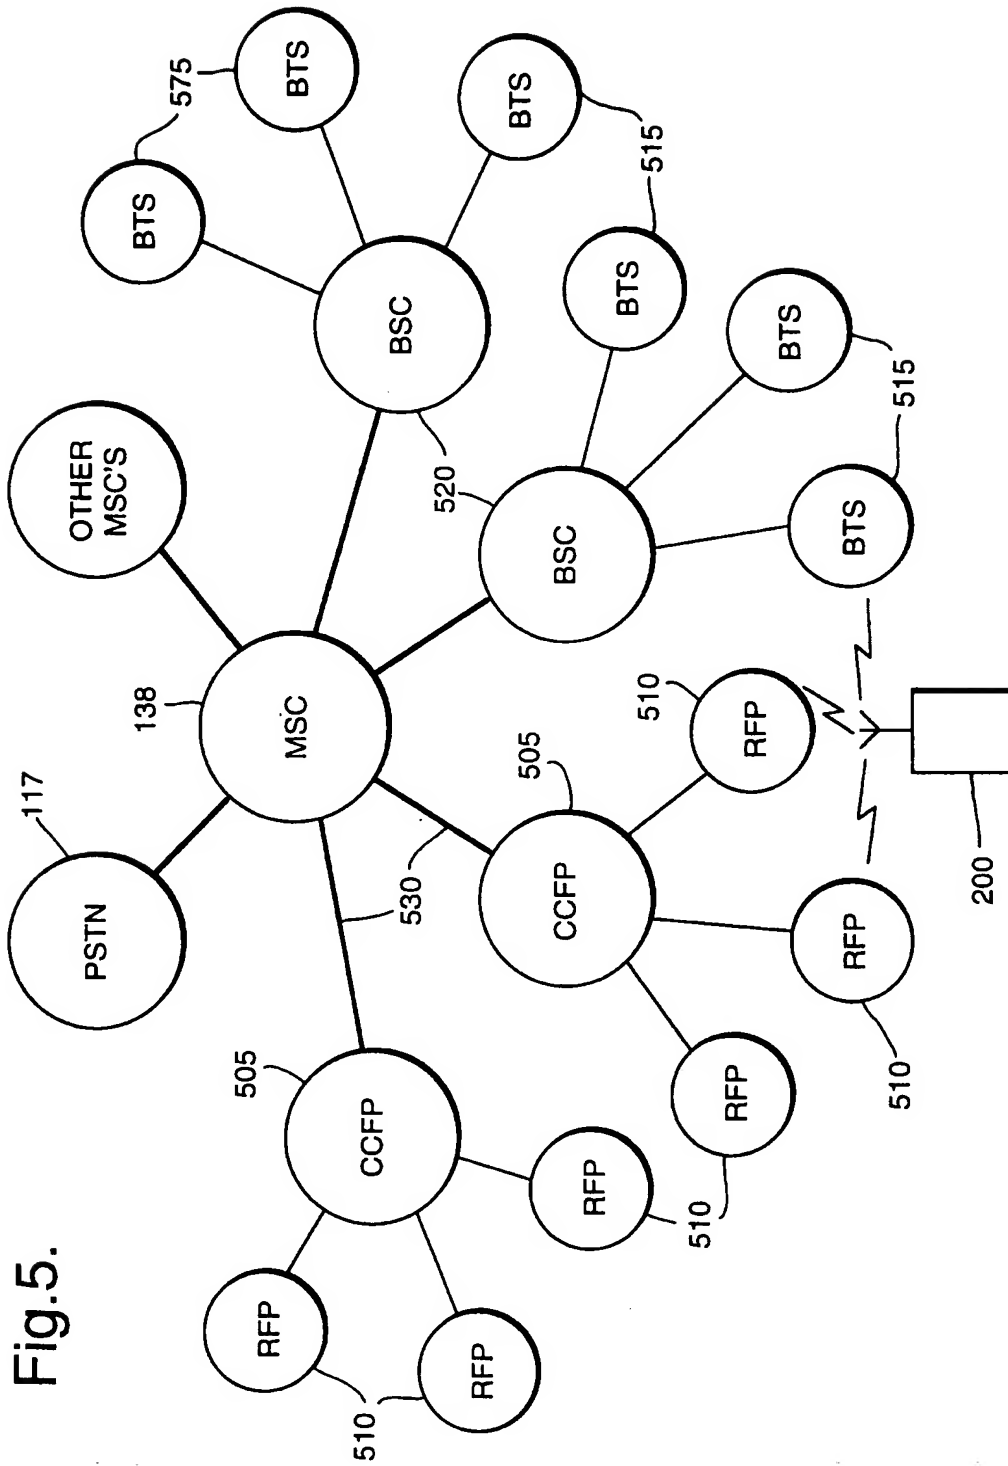 Fig.5.
117
PSTN
OTHER
MSC'S
138
BTS
575
505
RFP
MSC
BTS
510
CCFP
BSC
530
520
RFP
BTS
505
CCFP
BSC
RFP
BTS
510
515
510
RFP
RFP
BTS
RFP
BTS
510
515
200